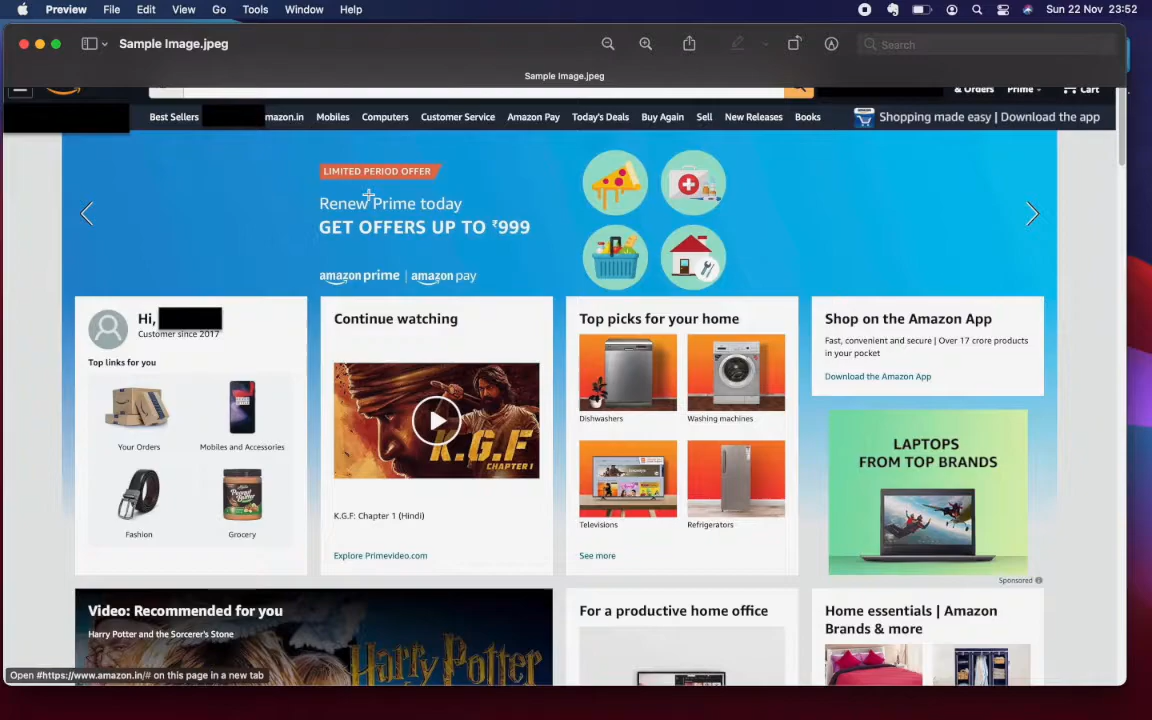 Preview File Edit View Go Tools Window Help Sun 22 Nov 23:52
Sample Image.jpeg
Search
Sample Image.jpeg
& Orders Prime Cart
Best Sellers mazon.in Mobiles Computers Customer Service Amazon Pay Today's Deals Buy Again Sell New Releases Books Shopping made easy | Download the app
LIMITED PERIOD OFFER
Renew Prime today
GET OFFERS UP TO ₹999
amazon prime | amazon pay
Hi,
Customer since 2017
Top links for you
Your Orders
Mobiles and Accessories
Fashion
Grocery
Continue watching
K.G.F
CHAPTER 1
K.G.F: Chapter 1 (Hindi)
Explore Primevideo.com
Top picks for your home
Dishwashers
Washing machines
Televisions
Refrigerators
See more
Shop on the Amazon App
Fast, convenient and secure | Over 17 crore products
in your pocket
Download the Amazon App
LAPTOPS
FROM TOP BRANDS
Sponsored
Video: Recommended for you
Harry Potter and the Sorcerer's Stone
Harry Potter
For a productive home office
Home essentials | Amazon
Brands & more
Open #https://www.amazon.in/# on this page in a new tab